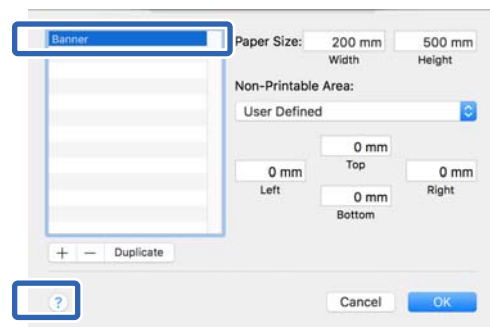 Banner
Paper Size: 200 mm 500 mm
Width Height
Non-Printable Area:
User Defined
0 mm
Top
0 mm 0 mm
Left Right
0 mm
Bottom
+ − Duplicate
? Cancel OK